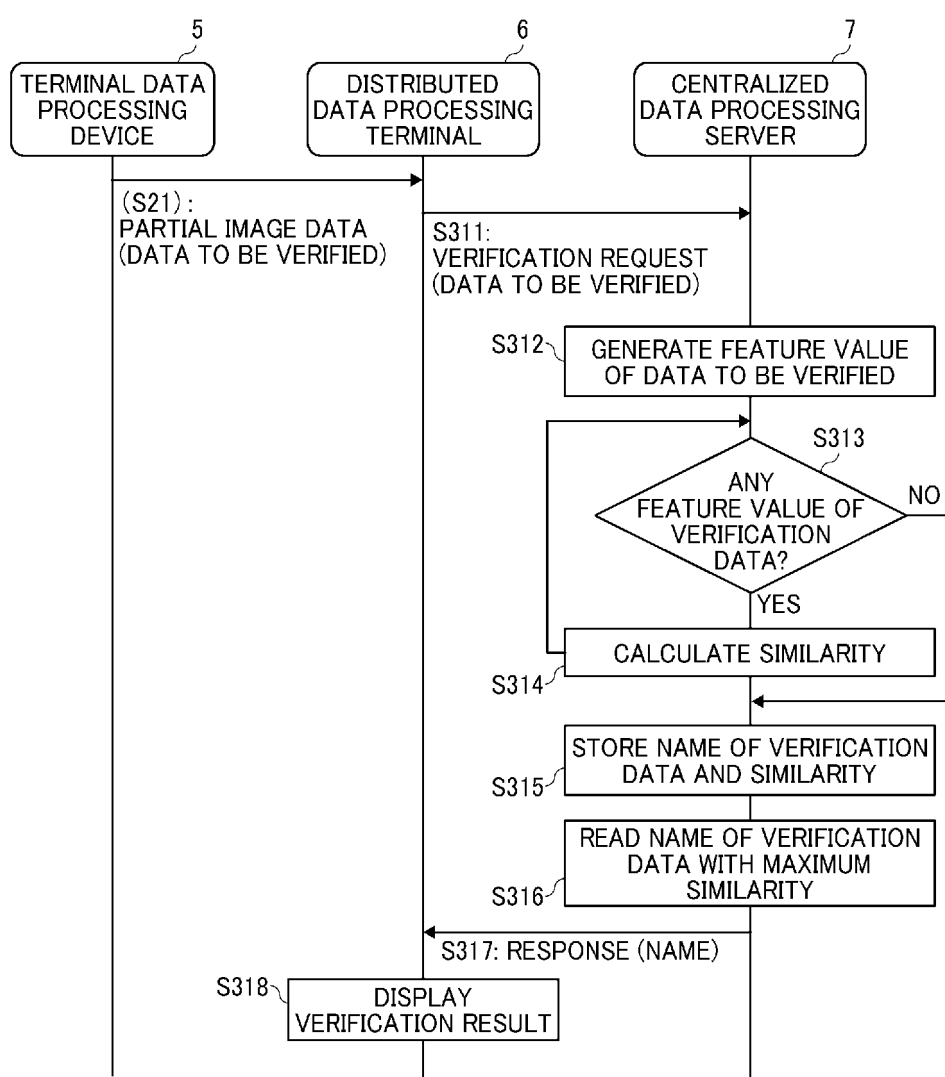 5
TERMINAL DATA
PROCESSING
DEVICE
6
DISTRIBUTED
DATA PROCESSING
TERMINAL
7
CENTRALIZED
DATA PROCESSING
SERVER
(S21):
PARTIAL IMAGE DATA
(DATA TO BE VERIFIED)
S311:
VERIFICATION REQUEST
(DATA TO BE VERIFIED)
S312
GENERATE FEATURE VALUE
OF DATA TO BE VERIFIED
S313
ANY
FEATURE VALUE OF
VERIFICATION
DATA?
NO
YES
CALCULATE SIMILARITY
S314
STORE NAME OF VERIFICATION
DATA AND SIMILARITY
S315
READ NAME OF VERIFICATION
DATA WITH MAXIMUM
SIMILARITY
S316
S317: RESPONSE (NAME)
S318
DISPLAY
VERIFICATION RESULT